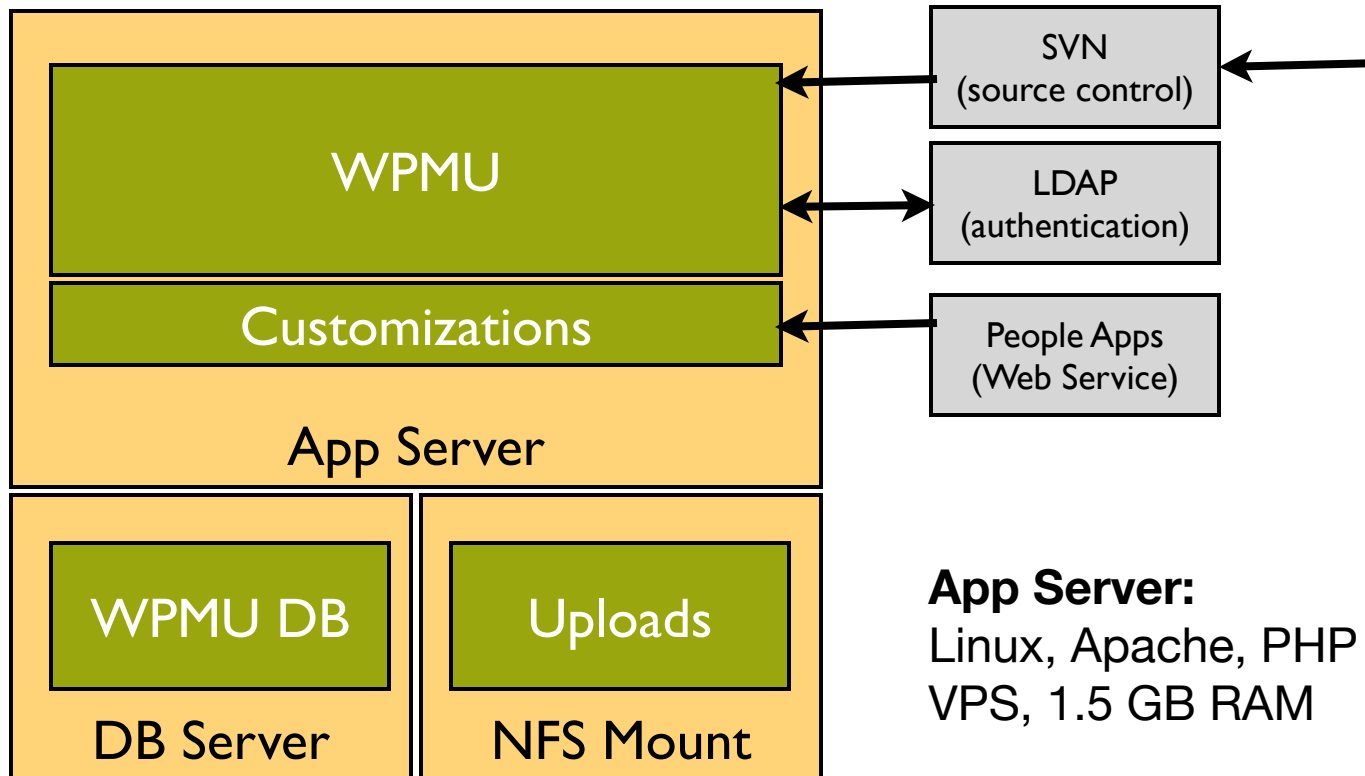 WPMU
Customizations
App Server
WPMU DB
DB Server
Uploads
NFS Mount
SVN
(source control)
LDAP
(authentication)
People Apps
(Web Service)
App Server:
Linux, Apache, PHP
VPS, 1.5 GB RAM